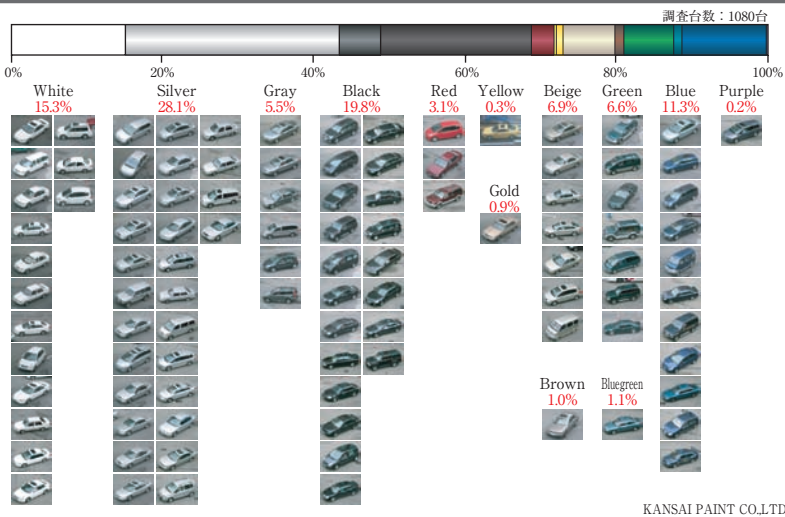 調査台数：1080台
0% 20% 40% 60% 80% 100%
White Silver Gray Black Red Yellow Beige Green Blue Purple
15.3% 28.1% 5.5% 19.8% 3.1% 0.3% 6.9% 6.6% 11.3% 0.2%
Gold
0.9%
Brown Bluegreen
1.0% 1.1%
KANSAI PAINT CO.,LTD